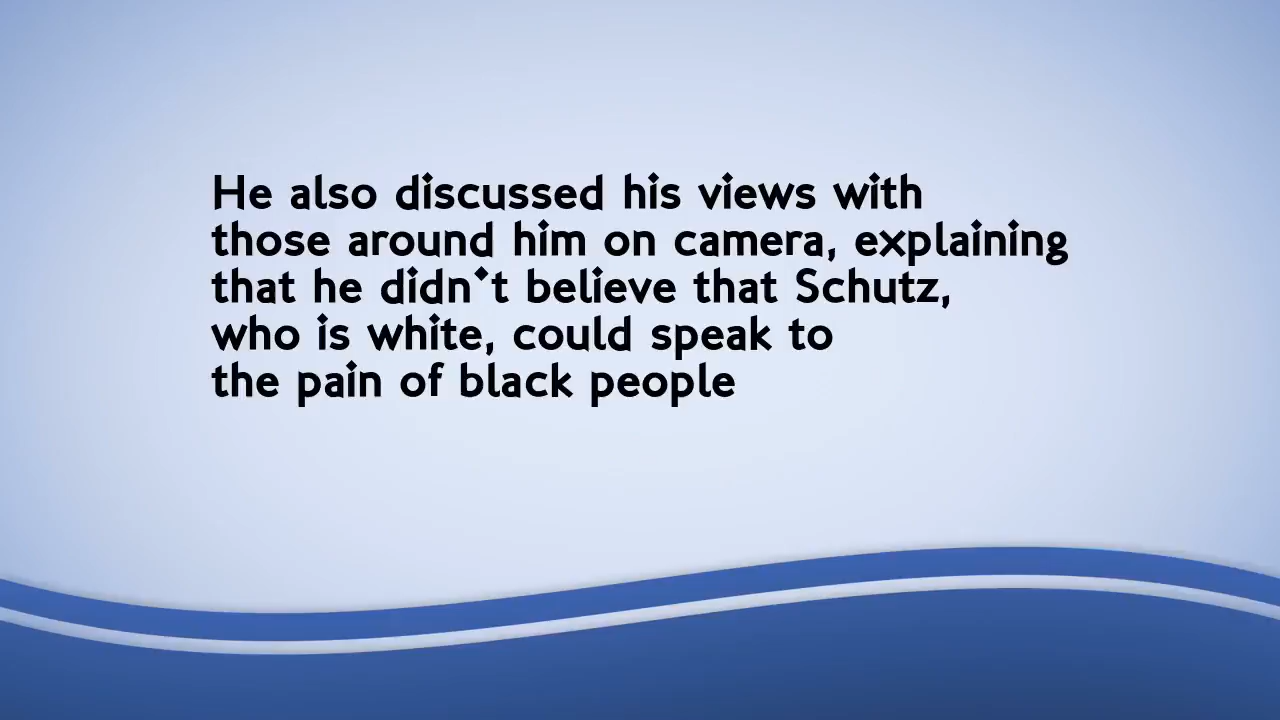 He also discussed his views with
those around him on camera, explaining
that he didn't believe that Schutz,
who is white, could speak to
the pain of black people